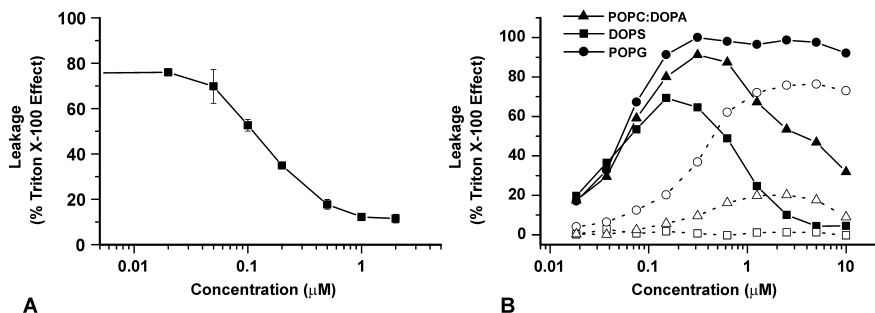 Leakage
(% Triton X-100 Effect)
100
80
60
40
20
0
0.01
0.1
1
Concentration (μM)
A
Leakage
(% Triton X-100 Effect)
100
80
60
40
20
0
0.01
0.1
1
10
Concentration (μM)
B
POPC:DOPA
DOPS
POPG